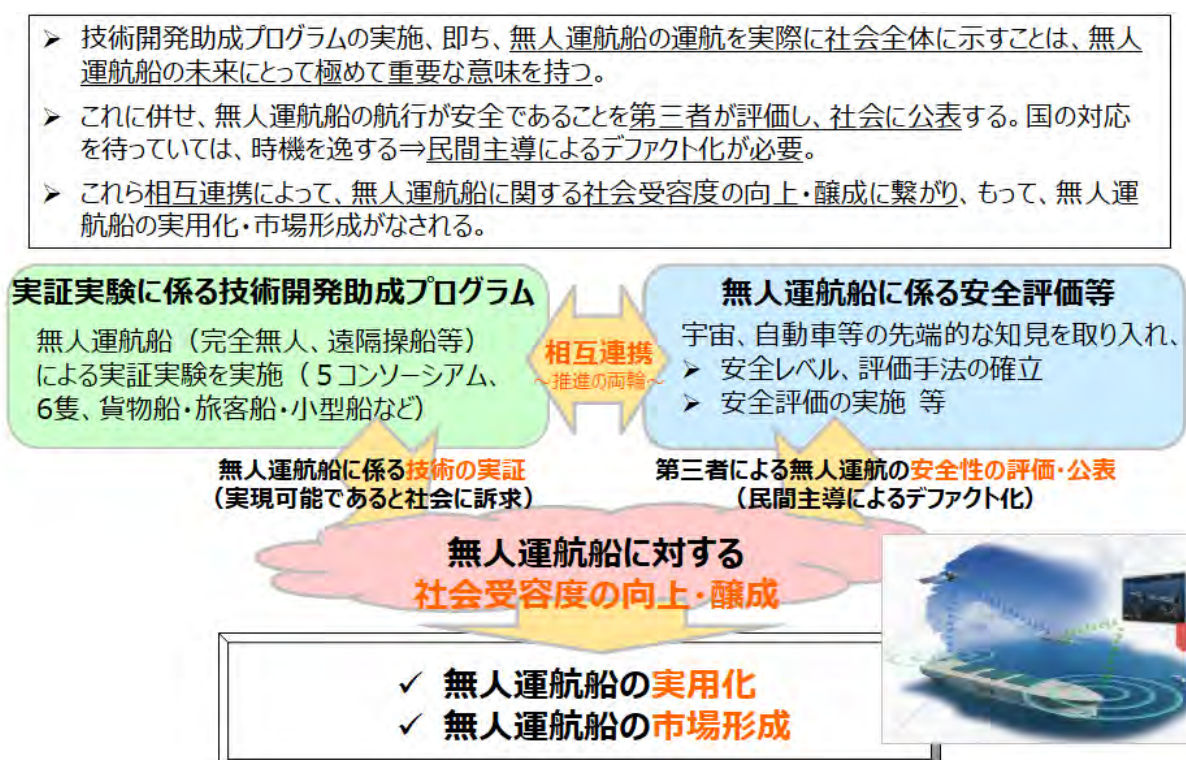 ➢ 技術開発助成プログラムの実施、即ち、無人運航船の運航を実際に社会全体に示すことは、無人
運航船の未来にとって極めて重要な意味を持つ。
➢ これに併せ、無人運航船の航行が安全であることを第三者が評価し、社会に公表する。国の対応
を待っていては、時機を逸する⇒民間主導によるデファクト化が必要。
➢ これら相互連携によって、無人運航船に関する社会受容度の向上・醸成に繋がり、もって、無人運
航船の実用化・市場形成がなされる。
実証実験に係る技術開発助成プログラム
無人運航船（完全無人、遠隔操船等）
による実証実験を実施（５コンソーシアム、
6隻、貨物船・旅客船・小型船など）
相互連携
～推進の両輪～
無人運航船に係る安全評価等
宇宙、自動車等の先端的な知見を取り入れ、
➢ 安全レベル、評価手法の確立
➢ 安全評価の実施 等
無人運航船に係る技術の実証
（実現可能であると社会に訴求）
第三者による無人運航の安全性の評価・公表
（民間主導によるデファクト化）
無人運航船に対する
社会受容度の向上・醸成
✓ 無人運航船の実用化
✓ 無人運航船の市場形成